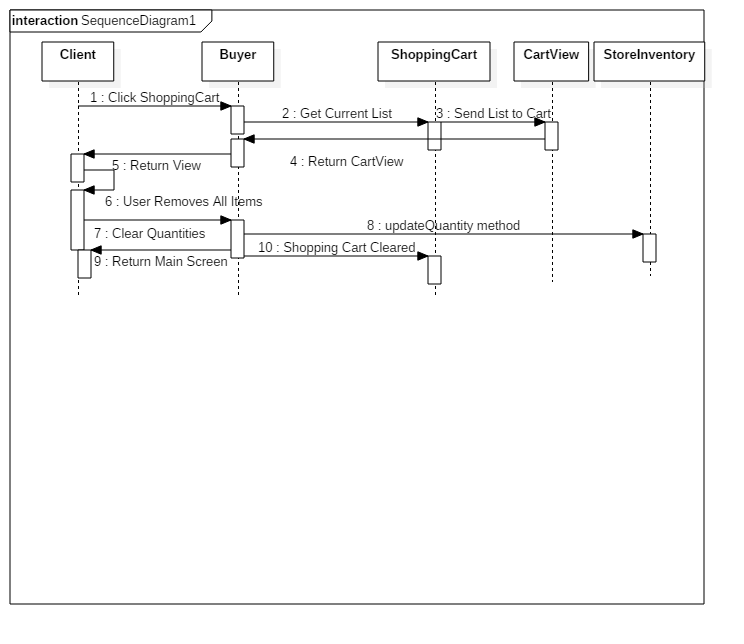 interaction SequenceDiagram1
Client
Buyer
ShoppingCart
CartView
StoreInventory
1 : Click ShoppingCart
2 : Get Current List
3 : Send List to Cart
4 : Return CartView
5 : Return View
6 : User Removes All Items
7 : Clear Quantities
8 : updateQuantity method
9 : Return Main Screen
10 : Shopping Cart Cleared